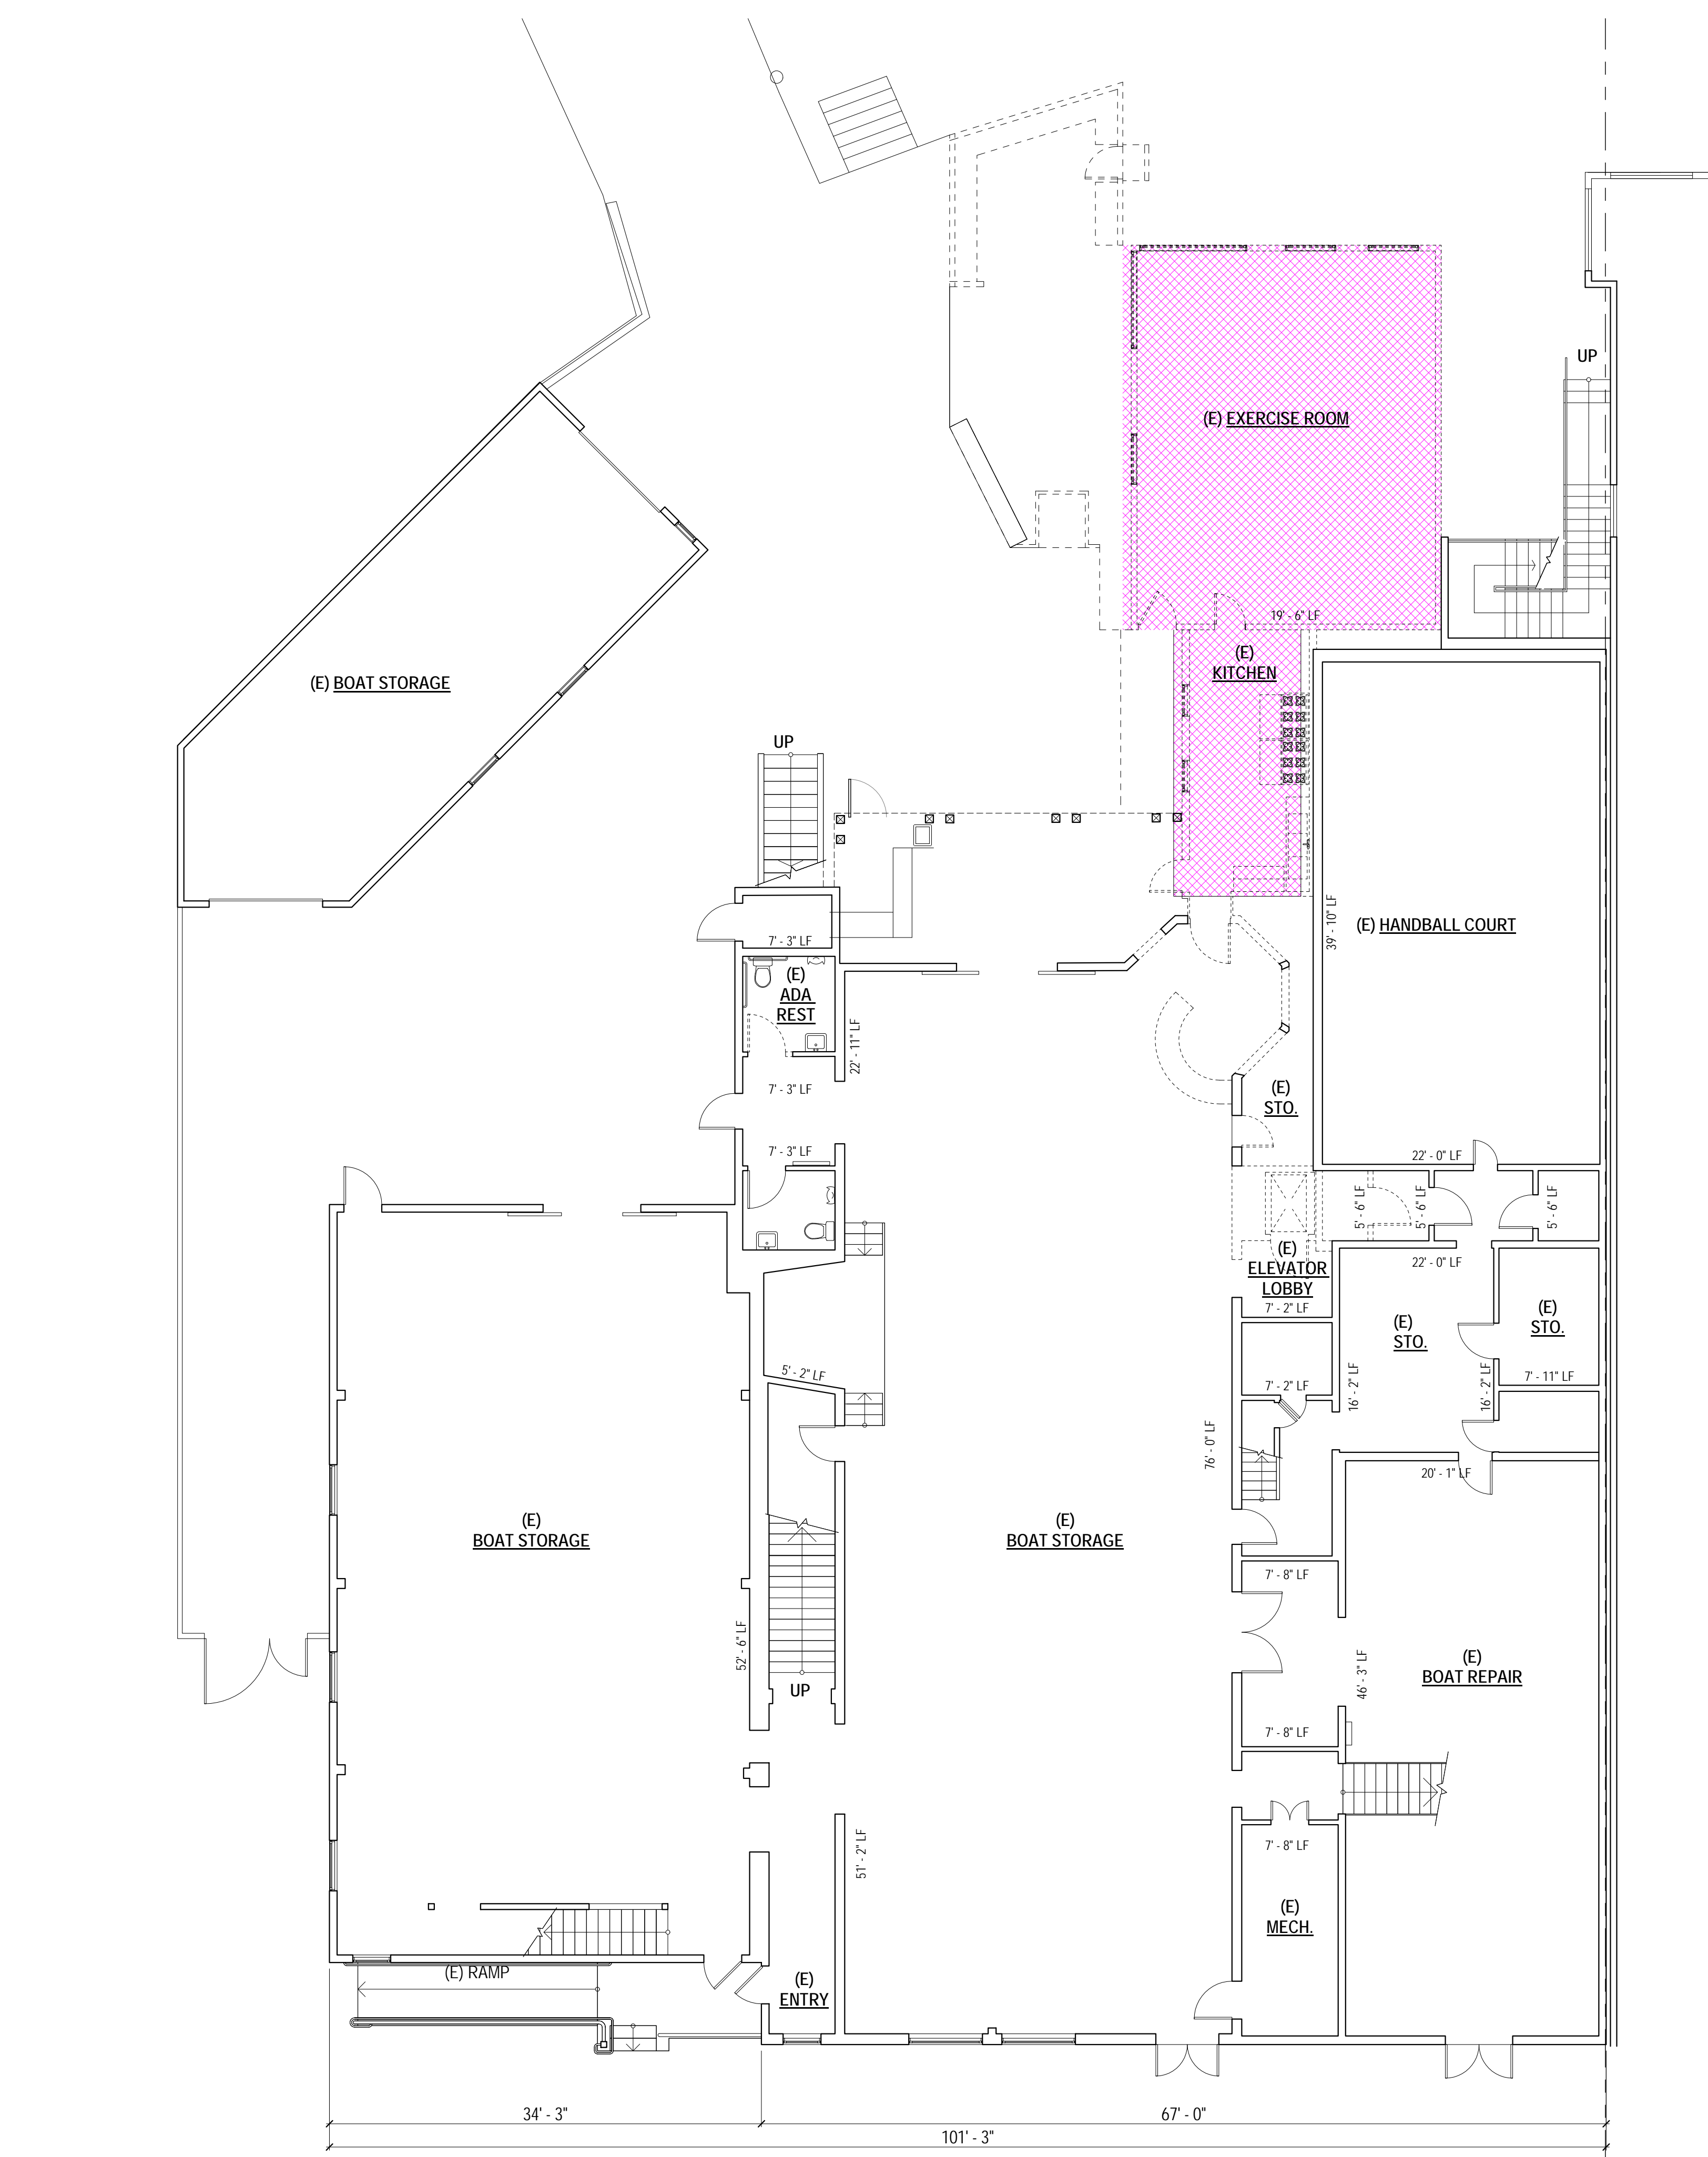 UP
(E) EXERCISE ROOM
19' - 6" LF
(E)
KITCHEN
(E) BOAT STORAGE
UP
39' - 10" LF
(E) HANDBALL COURT
7' - 3" LF
(E)
ADA
REST
22' - 11" LF
7' - 3" LF
(E)
STO.
7' - 3" LF
22' - 0" LF
5' - 6" LF
5' - 6" LF
5' - 6" LF
(E)
ELEVATOR
LOBBY
22' - 0" LF
7' - 2" LF
(E)
STO.
(E)
STO.
5' - 2" LF
7' - 2" LF
16' - 2" LF
16' - 2" LF
7' - 11" LF
76' - 0" LF
20' - 1" LF
(E)
BOAT STORAGE
(E)
BOAT STORAGE
7' - 8" LF
52' - 6" LF
46' - 3" LF
(E)
BOAT REPAIR
UP
7' - 8" LF
51' - 2" LF
7' - 8" LF
(E)
MECH.
(E) RAMP
(E)
ENTRY
34' - 3"
67' - 0"
101' - 3"